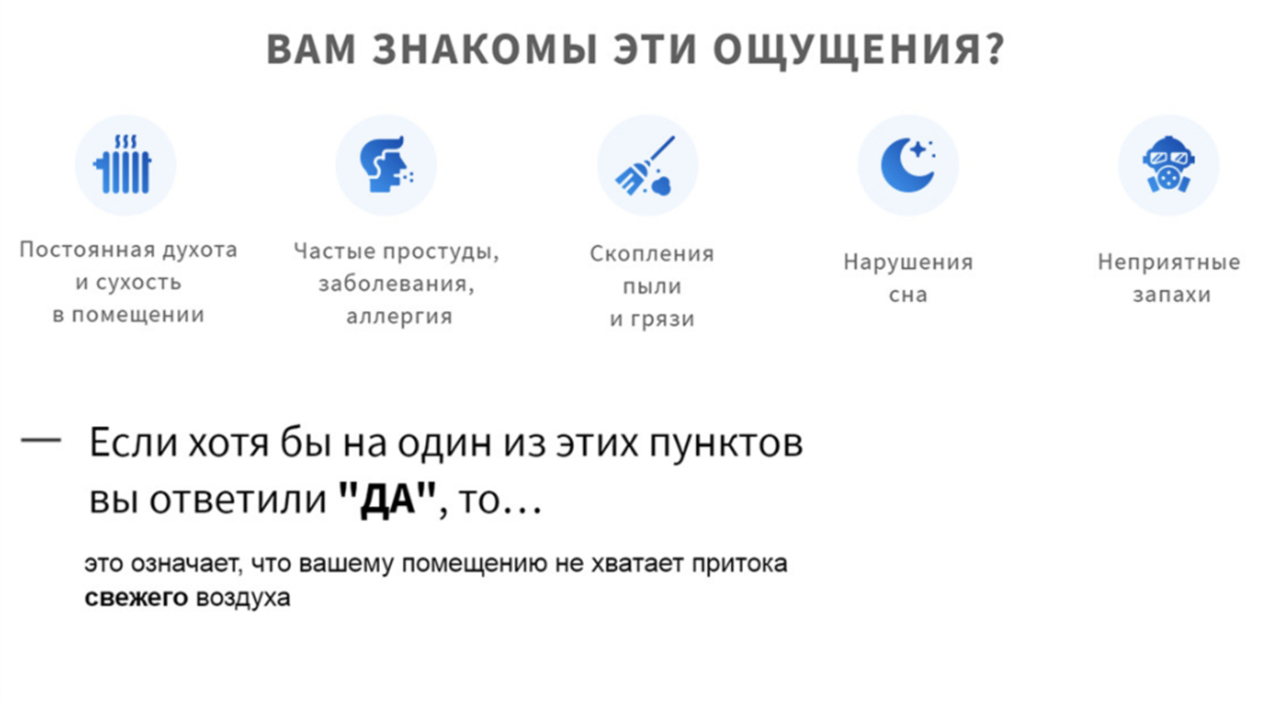 ВАМ ЗНАКОМЫ ЭТИ ОЩУЩЕНИЯ?
Постоянная духота
и сухость
в помещении
Частые простуды,
заболевания,
аллергия
Скопления
пыли
и грязи
Нарушения
сна
Неприятные
запахи
— Если хотя бы на один из этих пунктов
вы ответили "ДА", то...
это означает, что вашему помещению не хватает притока
свежего воздуха